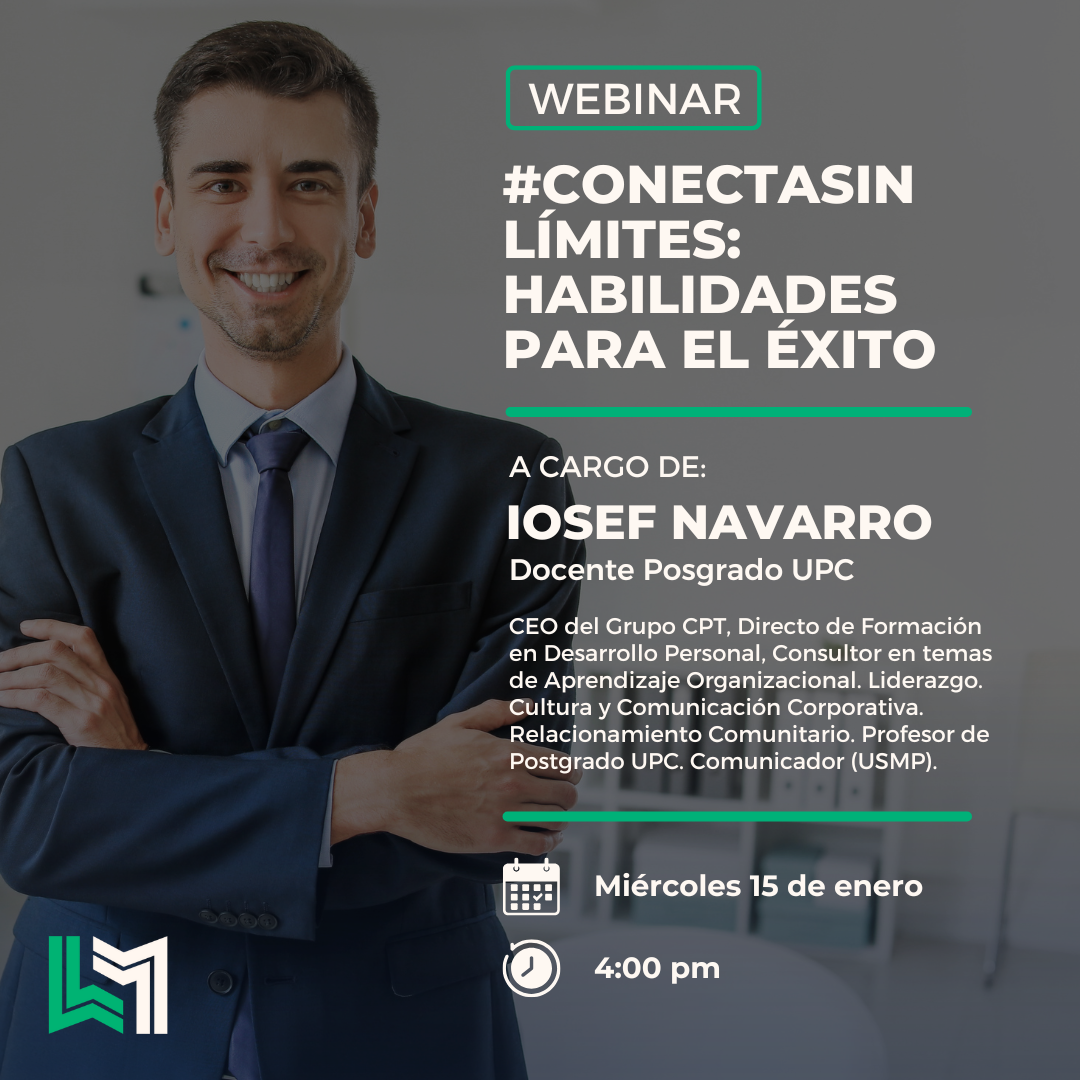 WEBINAR
#CONECTASIN
LÍMITES:
HABILIDADES
PARA EL ÉXITO
A CARGO DE:
IOSEF NAVARRO
Docente Posgrado UPC
CEO del Grupo CPT, Directo de Formación
en Desarrollo Personal, Consultor en temas
de Aprendizaje Organizacional. Liderazgo.
Cultura y Comunicación Corporativa.
Relacionamiento Comunitario. Profesor de
Postgrado UPC. Comunicador (USMP).
Miércoles 15 de enero
4:00 pm